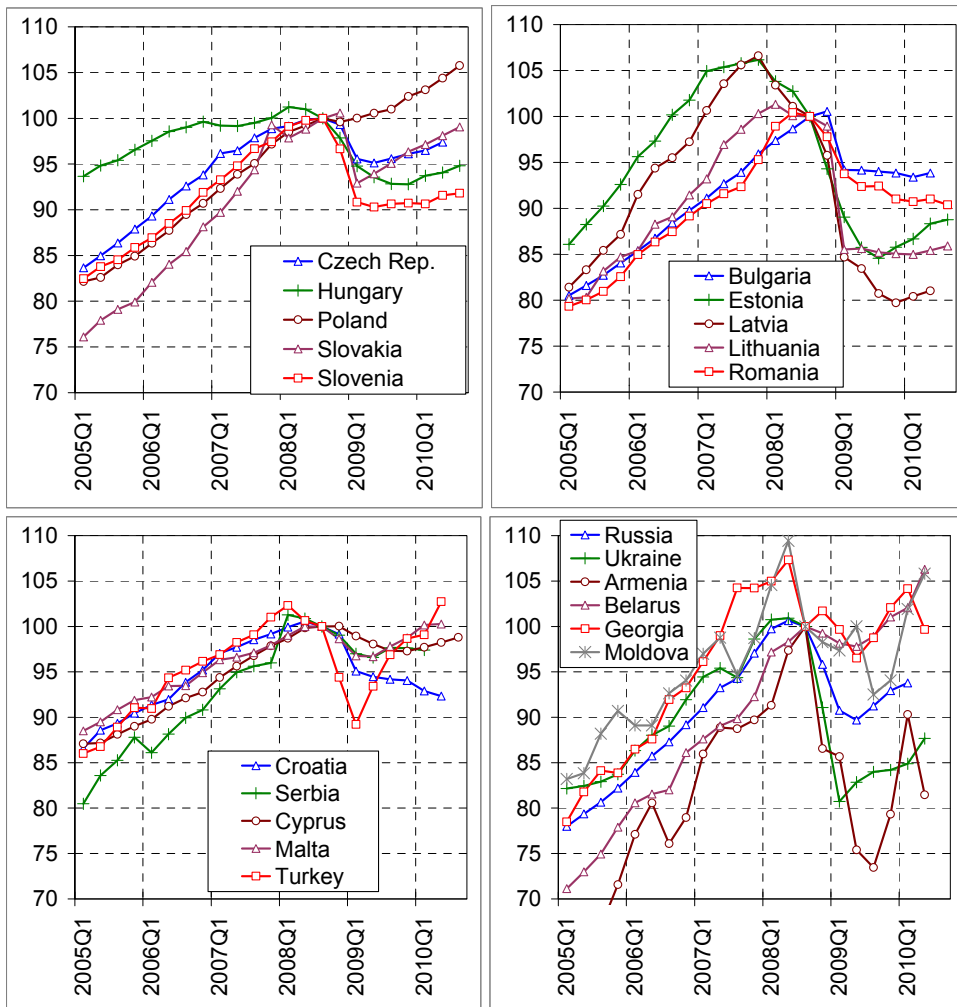 110
105
100
95
90
85
80
75
70
Czech Rep.
Hungary
Poland
Slovakia
Slovenia
2005Q1
2006Q1
2007Q1
2008Q1
2009Q1
2010Q1
110
105
100
95
90
85
80
75
70
Bulgaria
Estonia
Latvia
Lithuania
Romania
2005Q1
2006Q1
2007Q1
2008Q1
2009Q1
2010Q1
110
105
100
95
90
85
80
75
70
Croatia
Serbia
Cyprus
Malta
Turkey
2005Q1
2006Q1
2007Q1
2008Q1
2009Q1
2010Q1
110
105
100
95
90
85
80
75
70
Russia
Ukraine
Armenia
Belarus
Georgia
Moldova
2005Q1
2006Q1
2007Q1
2008Q1
2009Q1
2010Q1